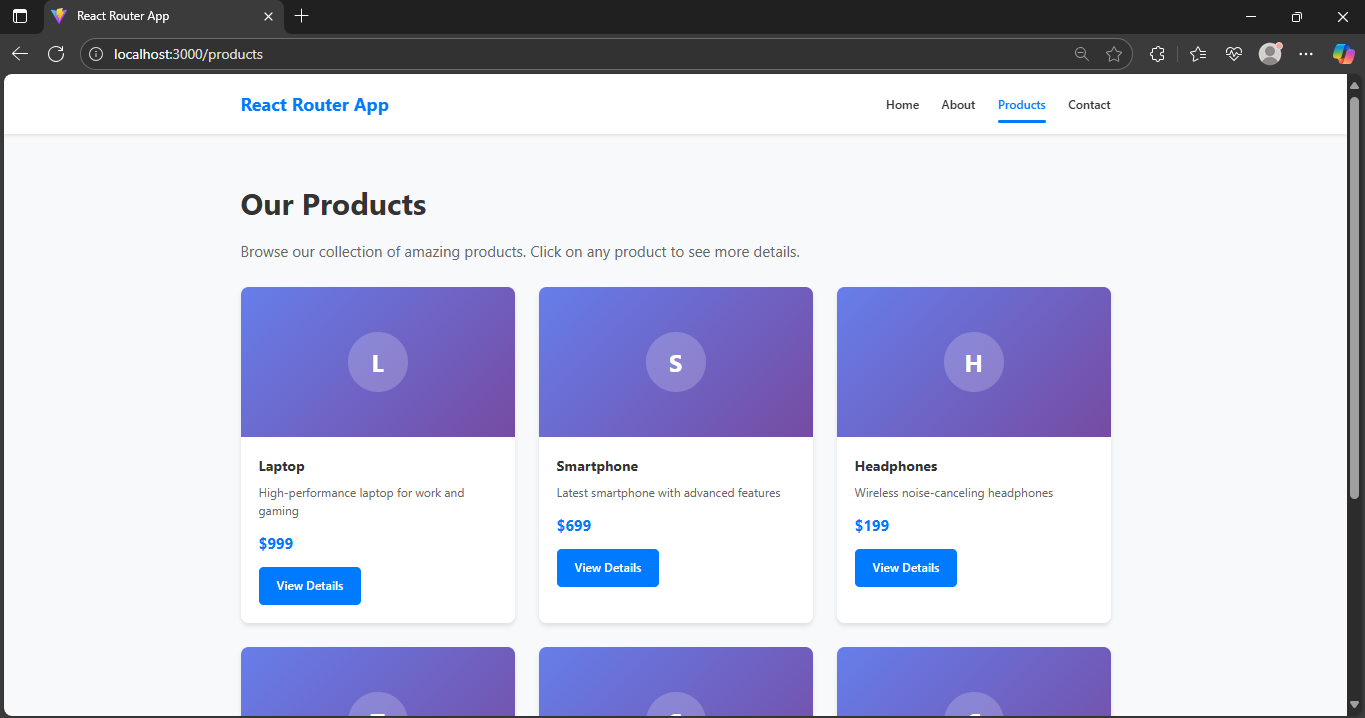 React Router App
localhost:3000/products
React Router App
Home About Products Contact
Our Products
Browse our collection of amazing products. Click on any product to see more details.
L S H
Laptop
High-performance laptop for work and
gaming
$999
View Details
Smartphone
Latest smartphone with advanced features
$699
View Details
Headphones
Wireless noise-canceling headphones
$199
View Details